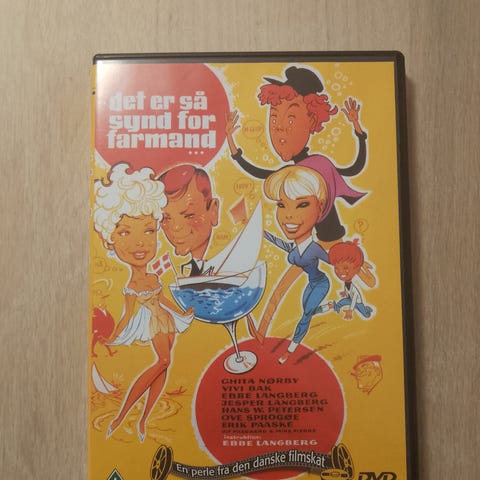 det er så
synd for
farmand
...
?
GHITA NØRBY
VIVI BAK
EBBE LANGBERG
JESPER LANGBERG
HANS W. PETERSEN
OVE SPROGØE
ERIK PAASKE
instruktion:
EBBE LANGBERG
En perle fra den danske filmskat
DVD